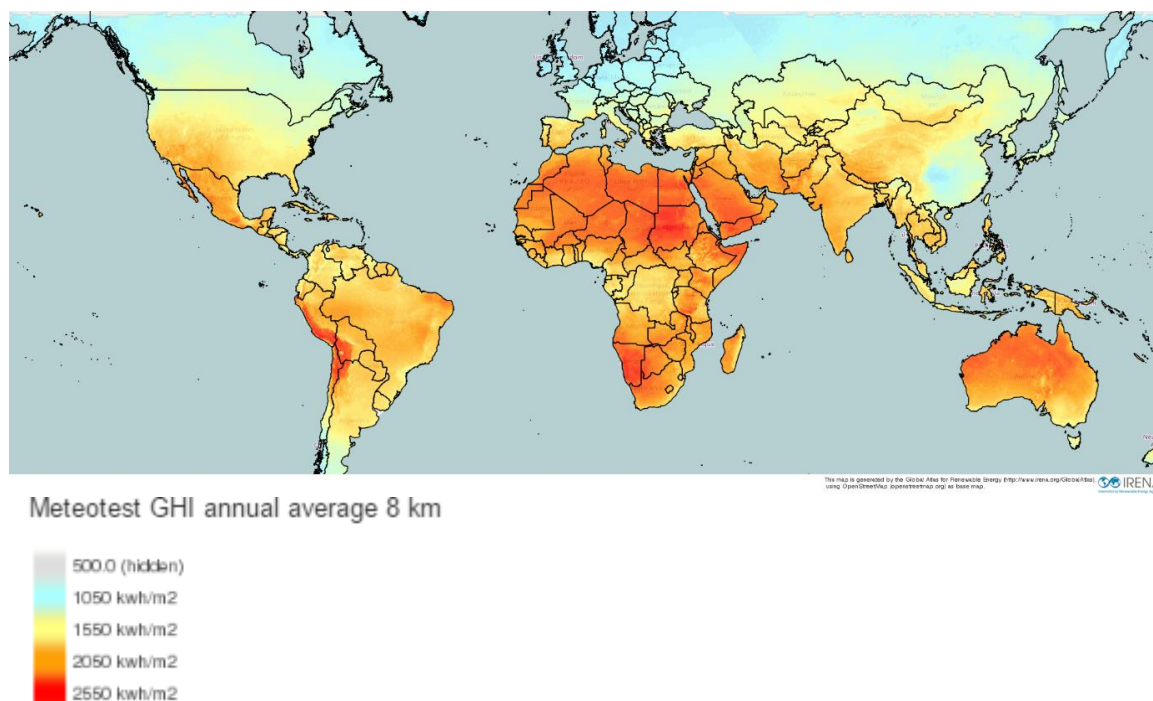 This map is generated by the Global Atlas for Renewable Energy (http://www.irena.org/GlobalAtlas),
using OpenStreetMap (openstreetmap.org) as base map.
IRENA
Meteotest GHI annual average 8 km
500.0 (hidden)
1050 kwh/m2
1550 kwh/m2
2050 kwh/m2
2550 kwh/m2